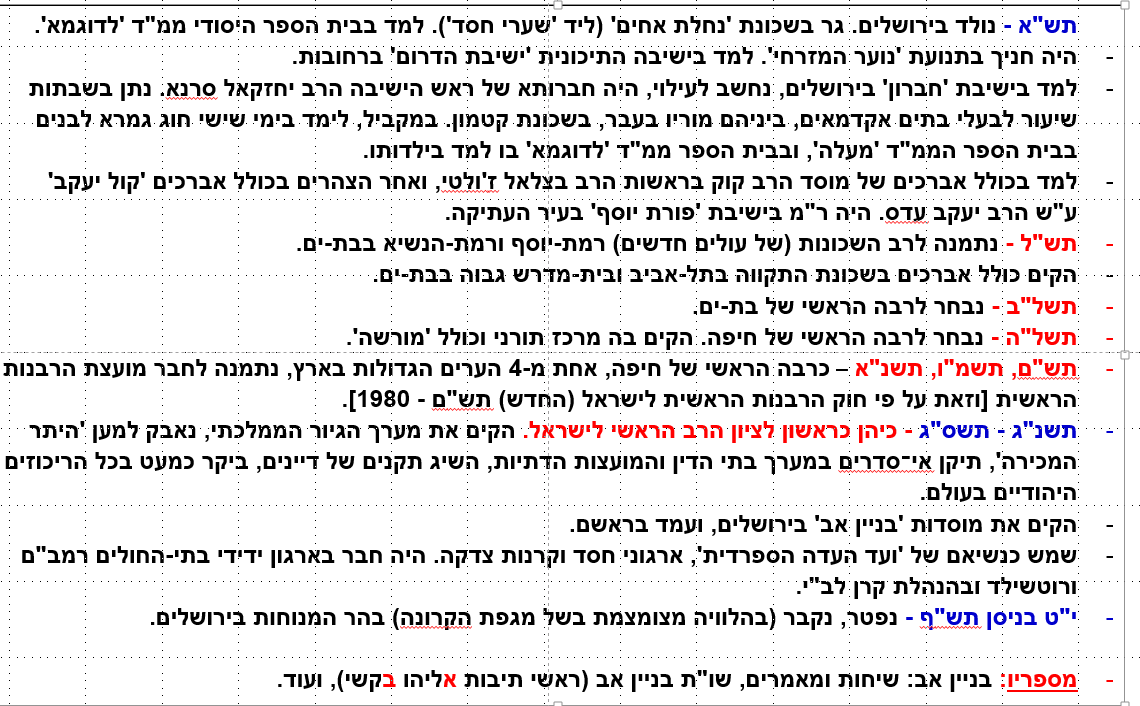 תש"א - נולד בירושלים. גר בשכונת 'נחלת אחים' (ליד 'שערי חסד'). למד בבית הספר היסודי ממ"ד 'לדוגמא'.
- היה חניך בתנועת 'נוער המזרחי'. למד בישיבה התיכונית 'ישיבת הדרום' ברחובות.
- למד בישיבת 'חברון' בירושלים, נחשב לעילוי, היה חברותא של ראש הישיבה הרב יחזקאל סרנא. נתן בשבתות
שיעור לבעלי בתים אקדמאים, ביניהם מוריו בעבר, בשכונת קטמון. במקביל, לימד בימי שישי חוג גמרא לבנים
בבית הספר הממ"ד 'מעלה', ובבית הספר ממ"ד 'לדוגמא' בו למד בילדותו.
- למד בכולל אברכים של מוסד הרב קוק בראשות הרב בצלאל ז'ולטי, ואחר הצהרים בכולל אברכים 'קול יעקב'
ע"ש הרב יעקב עדס. היה ר"מ בישיבת 'פורת יוסף' בעיר העתיקה.
- תש"ל - נתמנה לרב השכונות (של עולים חדשים) רמת-יוסף ורמת-הנשיא בבת-ים.
- הקים כולל אברכים בשכונת התקווה בתל-אביב ובית-מדרש גבוה בבת-ים.
- תשל"ב - נבחר לרבה הראשי של בת-ים.
- תשל"ה - נבחר לרבה הראשי של חיפה. הקים בה מרכז תורני וכולל 'מורשה'.
- תש"ם, תשמ"ו, תשנ"א – כרבה הראשי של חיפה, אחת מ-4 הערים הגדולות בארץ, נתמנה לחבר מועצת הרבנות
הראשית [וזאת על פי חוק הרבנות הראשית לישראל (החדש) תש"ם - 1980].
- תשנ"ג - תשס"ג - כיהן כראשון לציון הרב הראשי לישראל. הקים את מערך הגיור הממלכתי, נאבק למען 'היתר
המכירה', תיקן אי־סדרים במערך בתי הדין והמועצות הדתיות, השיג תקנים של דיינים, ביקר כמעט בכל הריכוזים
היהודיים בעולם.
- הקים את מוסדות 'בניין אב' בירושלים, ועמד בראשם.
- שמש כנשיאם של 'ועד העדה הספרדית', ארגוני חסד וקרנות צדקה. היה חבר בארגון ידידי בתי-החולים רמב"ם
ורוטשילד ובהנהלת קרן לב"י.
- י"ט בניסן תש"ף - נפטר, נקבר (בהלוויה מצומצמת בשל מגפת הקרונה) בהר המנוחות בירושלים.
- מספריו: בניין אב: שיחות ומאמרים, שו"ת בניין אב (ראשי תיבות אליהו בקשי), ועוד.